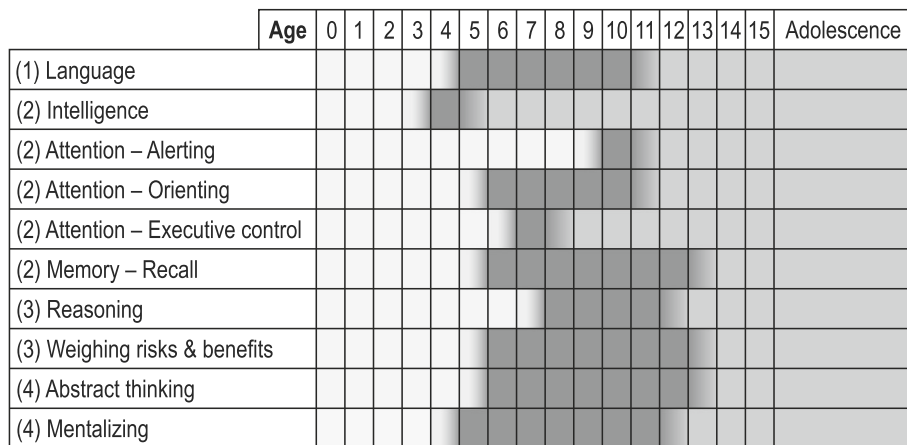 Age 0 1 2 3 4 5 6 7 8 9 10 11 12 13 14 15 Adolescence
(1) Language
(2) Intelligence
(2) Attention – Alerting
(2) Attention – Orienting
(2) Attention – Executive control
(2) Memory – Recall
(3) Reasoning
(3) Weighing risks & benefits
(4) Abstract thinking
(4) Mentalizing